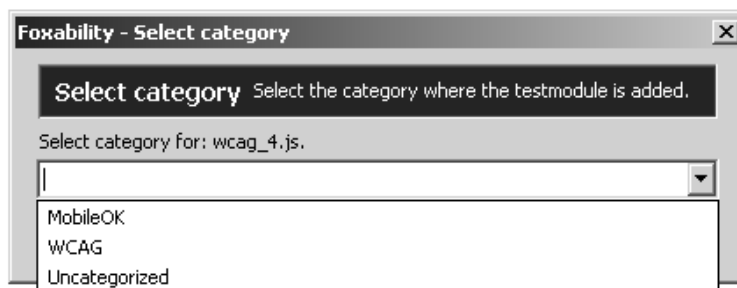 Foxability - Select category
Select category Select the category where the testmodule is added.
Select category for: wcag_4.js.
MobileOK
WCAG
Uncategorized